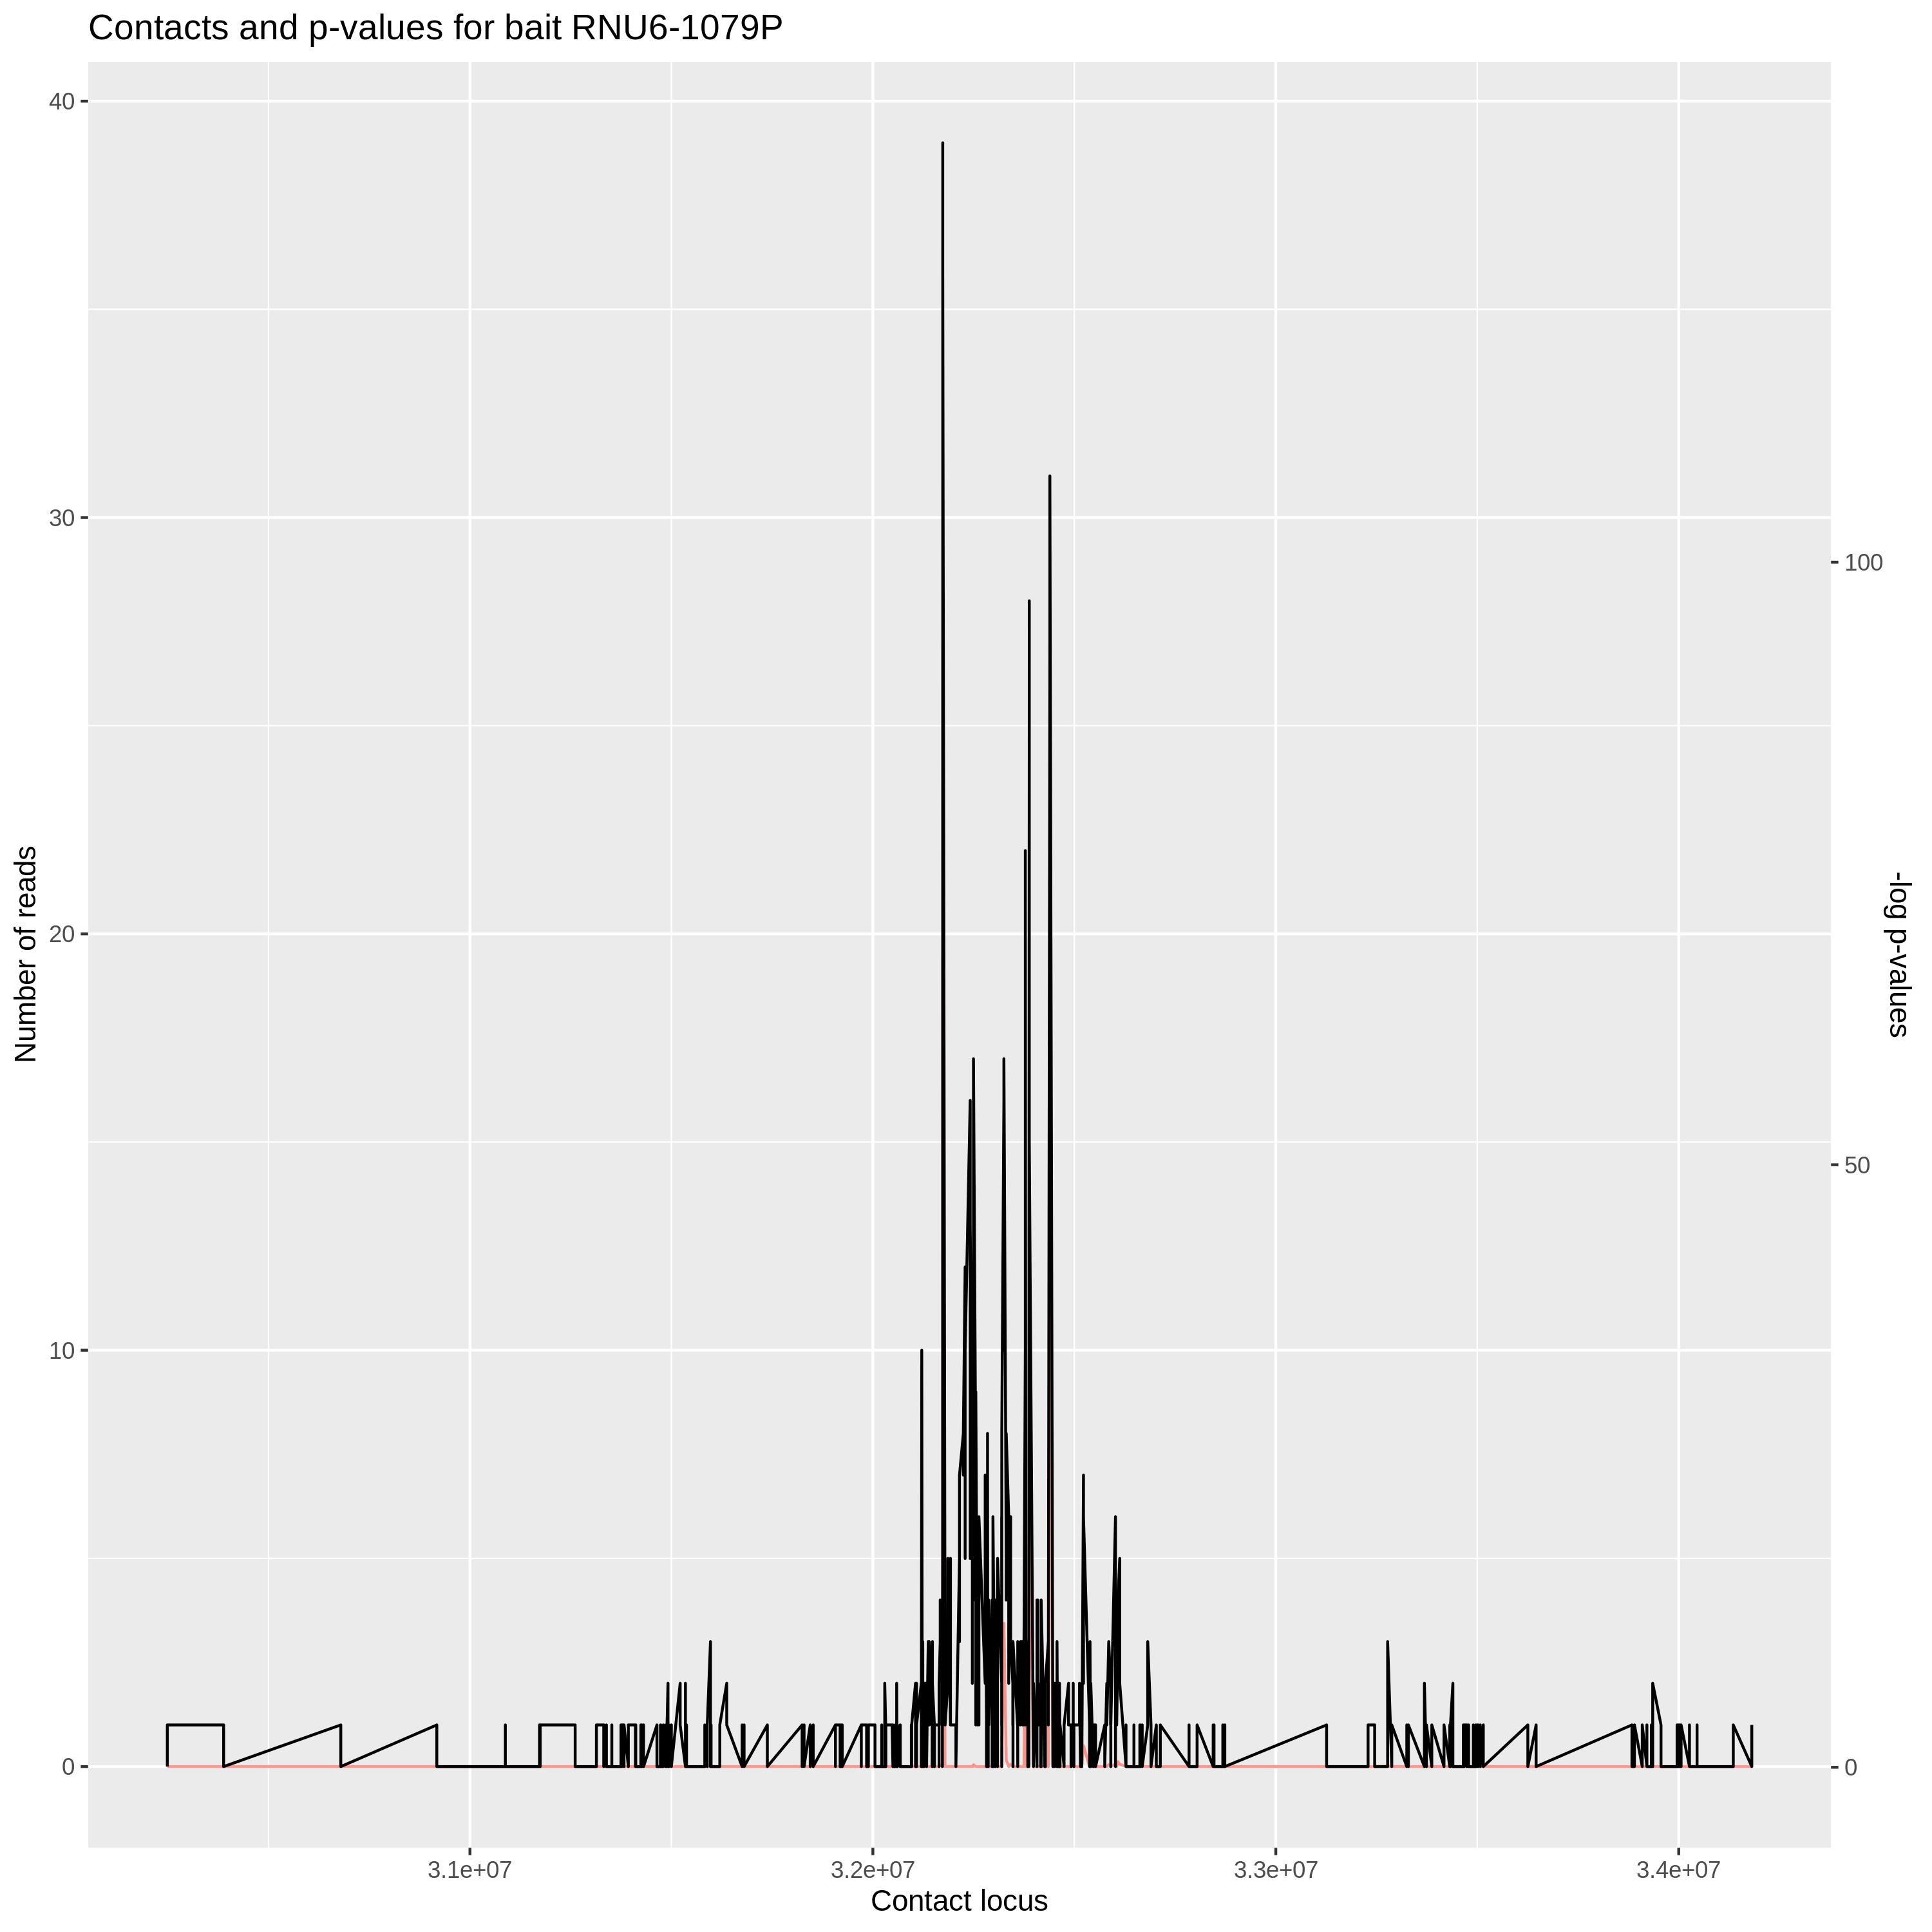 Contacts and p-values for bait RNU6-1079P
40
30
20
10
0
Number of reads
100
50
0
-log p-values
3.1e+07
3.2e+07
3.3e+07
3.4e+07
Contact locus